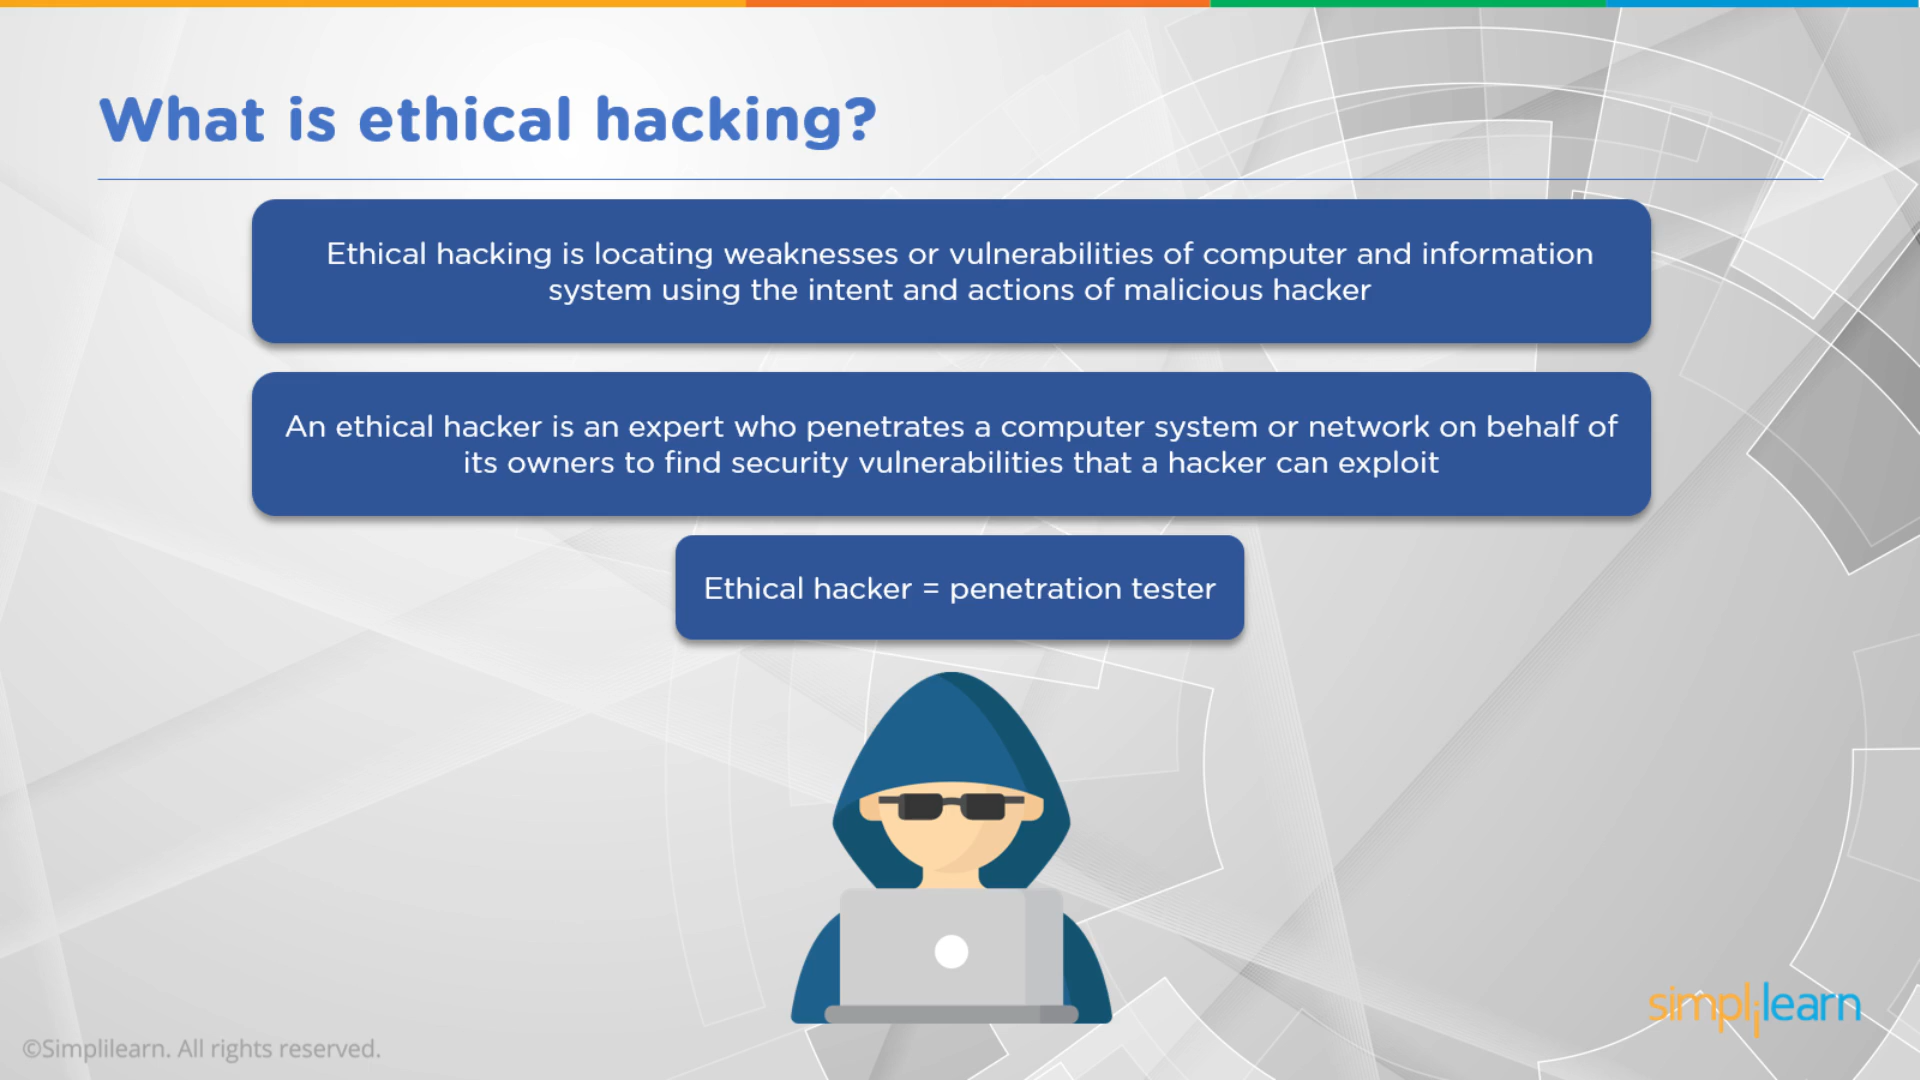 What is ethical hacking?
Ethical hacking is locating weaknesses or vulnerabilities of computer and information
system using the intent and actions of malicious hacker
An ethical hacker is an expert who penetrates a computer system or network on behalf of
its owners to find security vulnerabilities that a hacker can exploit
Ethical hacker = penetration tester
simplilearn
©Simplilearn. All rights reserved.